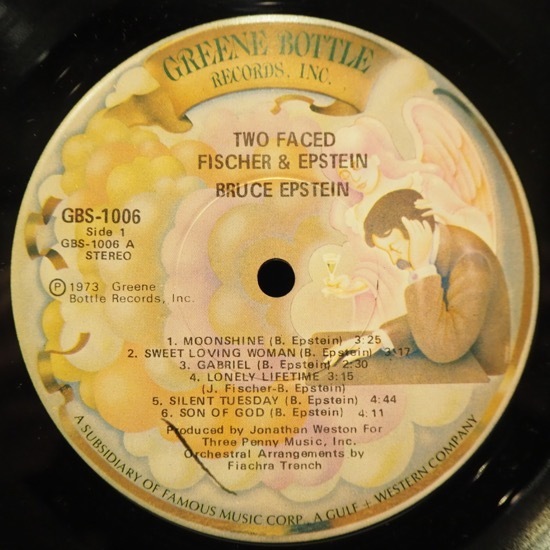 GREENE BOTTLE
RECORDS, INC.
TWO FACED
FISCHER & EPSTEIN
BRUCE EPSTEIN
GBS-1006
Side 1
GBS-1006 A
STEREO
Ⓟ 1973 Greene
Bottle Records, Inc.
1. MOONSHINE (B. Epstein) 3:25
2. SWEET LOVING WOMAN (B. Epstein) 3:17
3. GABRIEL (B. Epstein) 2:30
4. LONELY LIFETIME 3:15
(J. Fischer-B. Epstein)
5. SILENT TUESDAY (B. Epstein) 4:44
6. SON OF GOD (B. Epstein) 4:11
Produced by Jonathan Weston For
Three Penny Music, Inc.
Orchestral Arrangements by
Fiachra Trench
A SUBSIDIARY OF FAMOUS MUSIC CORP., A GULF + WESTERN COMPANY